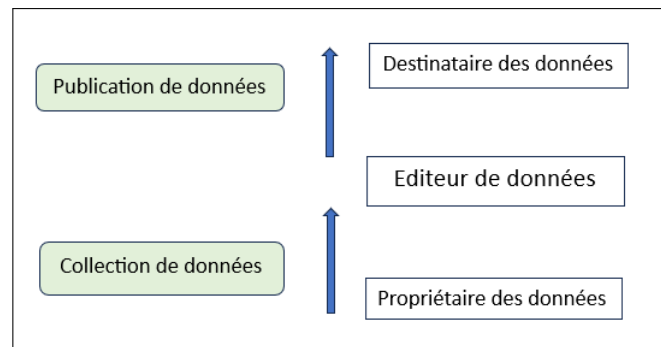 Destinataire des données
Publication de données
Editeur de données
Collection de données
Propriétaire des données